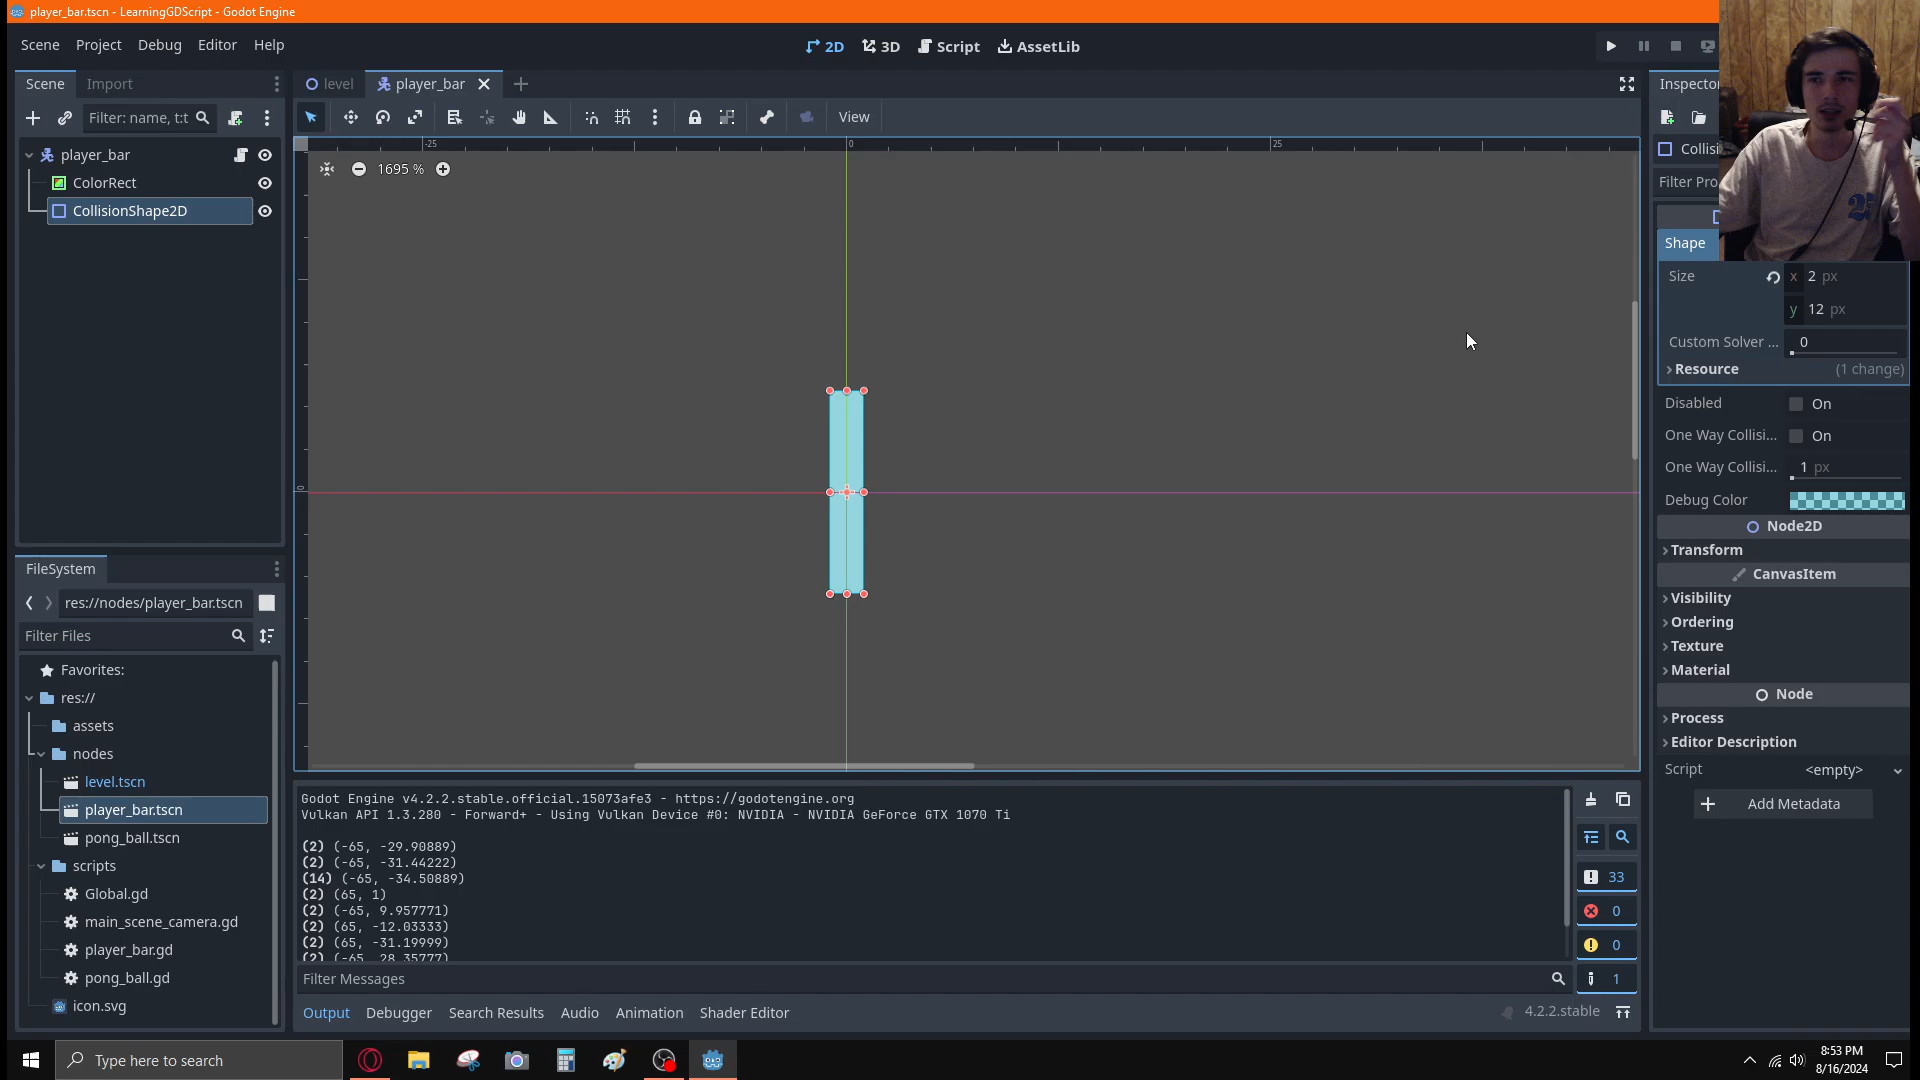 player_bar.tscn - LearningGDScript - Godot Engine
Scene Project Debug Editor Help
2D 3D Script AssetLib
Scene Import
level player_bar
Inspector
Filter: name, t:t
View
player_bar
ColorRect
CollisionShape2D
-25 0 25
1695 %
0
Collisi
Filter Pro
Shape
Size x 2 px
y 12 px
Custom Solver ... 0
Resource (1 change)
Disabled On
One Way Collisi... On
One Way Collisi... 1 px
Debug Color
Node2D
Transform
CanvasItem
Visibility
Ordering
Texture
Material
Node
Process
Editor Description
Script <empty>
Add Metadata
FileSystem
res://nodes/player_bar.tscn
Filter Files
Favorites:
res://
assets
nodes
level.tscn
player_bar.tscn
pong_ball.tscn
scripts
Global.gd
main_scene_camera.gd
player_bar.gd
pong_ball.gd
icon.svg
Godot Engine v4.2.2.stable.official.15073afe3 - https://godotengine.org
Vulkan API 1.3.280 - Forward+ - Using Vulkan Device #0: NVIDIA - NVIDIA GeForce GTX 1070 Ti
(2) (-65, -29.90889)
(2) (-65, -31.44222)
(14) (-65, -34.50889)
(2) (65, 1)
(2) (-65, 9.957771)
(2) (65, -12.03333)
(2) (65, -31.19999)
(2) (-65, 28.35777)
33
0
0
1
Filter Messages
Output Debugger Search Results Audio Animation Shader Editor
4.2.2.stable
Type here to search
8:53 PM
8/16/2024